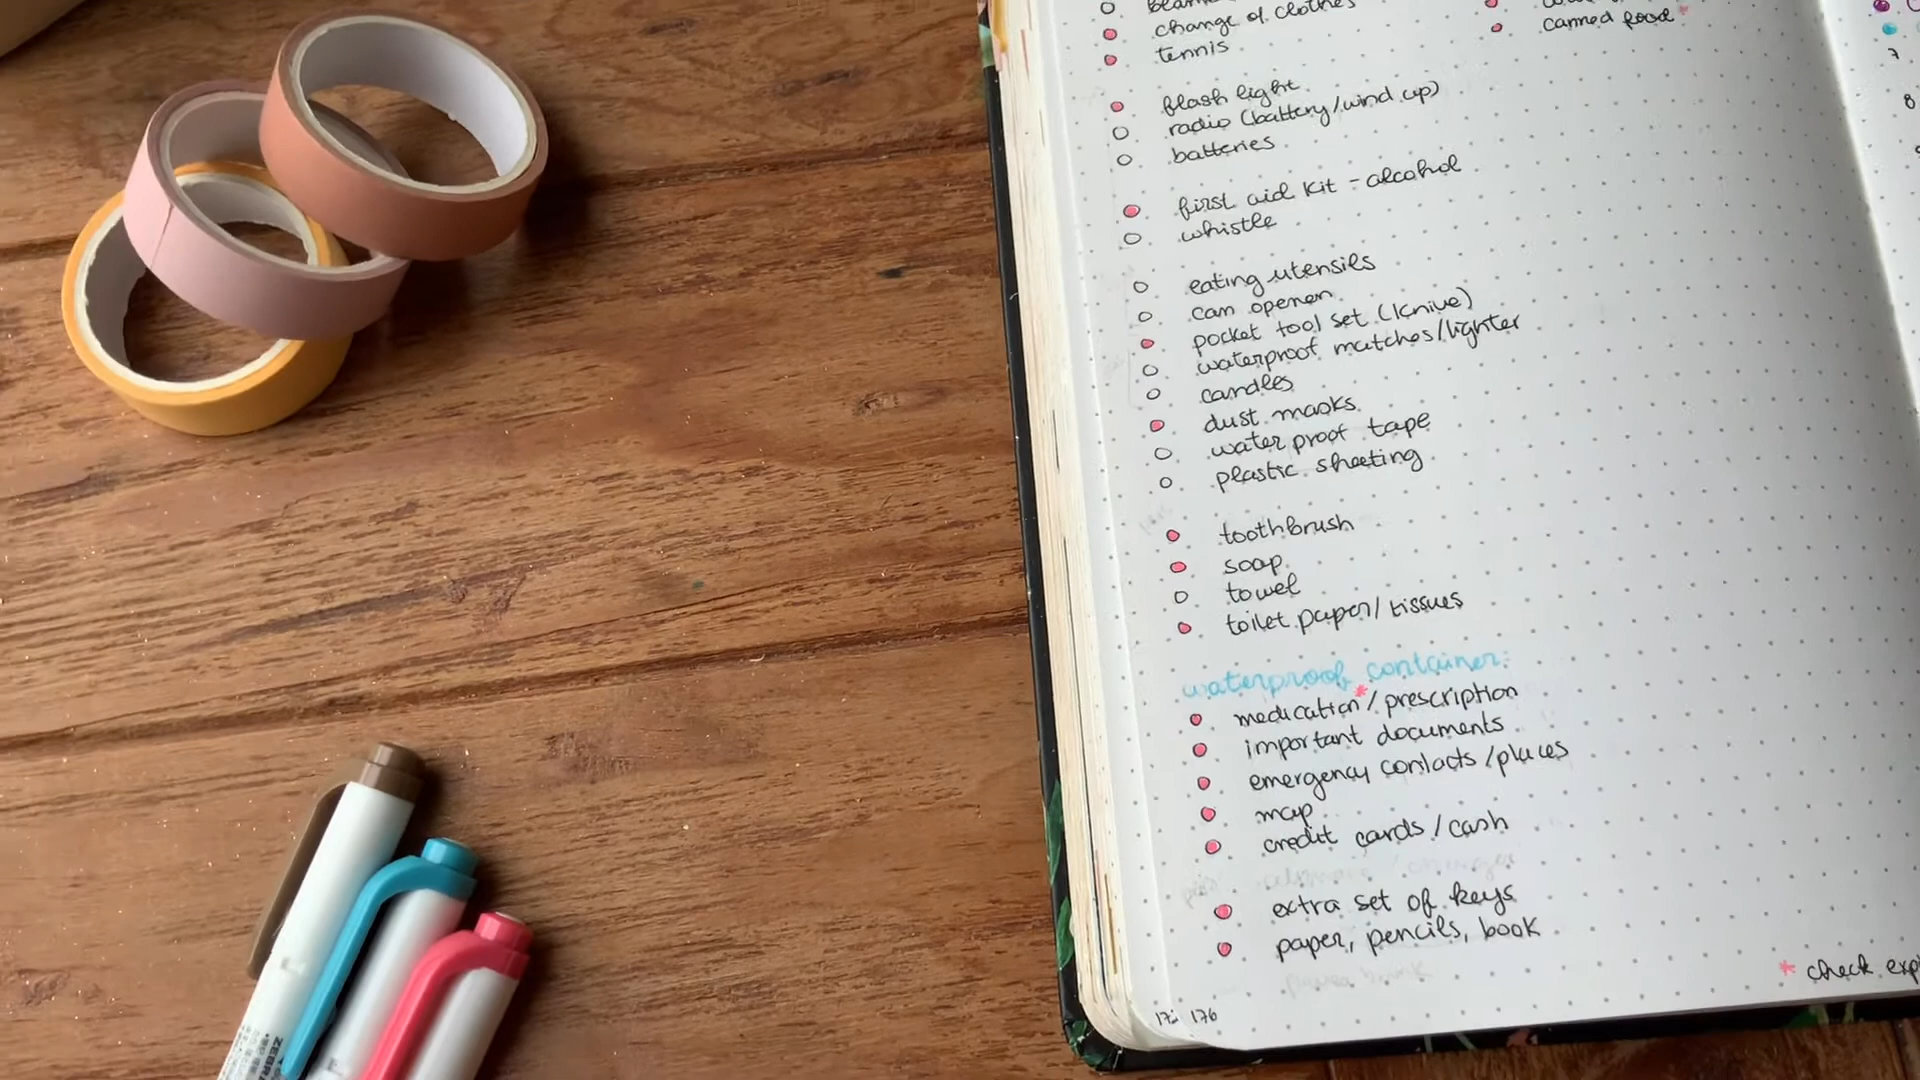 change of clothes
tennis
canned food*
flash light
radio (battery/wind up)
batteries
first aid kit - alcohol
whistle
eating utensils
can opener
pocket tool set (knive)
waterproof matches/lighter
candles
dust masks
water proof tape
plastic sheeting
toothbrush
soap
towel
toilet paper/tissues
waterproof container:
medication*/prescription
important documents
emergency contacts/places
map
credit cards/cash
extra set of keys
paper, pencils, book
* check
176
7
8
ZEBRA